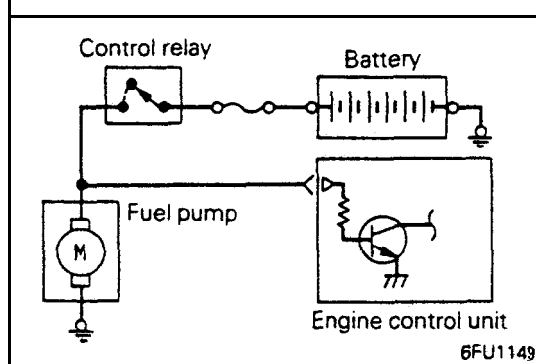 Control relay
Battery
Fuel pump
M
Engine control unit
6FU1149